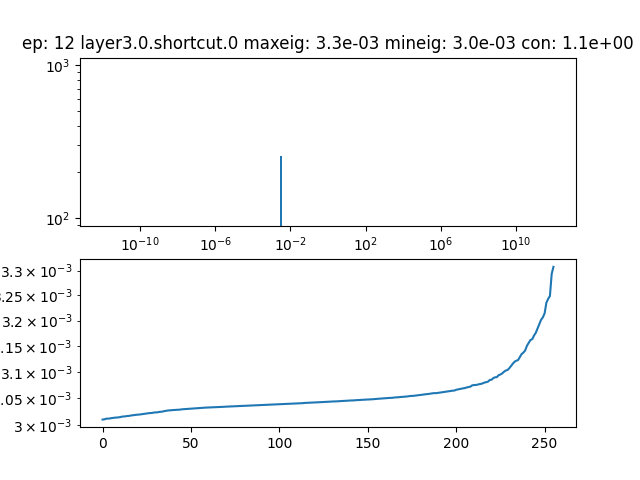 ep: 12 layer3.0.shortcut.0 maxeig: 3.3e-03 mineig: 3.0e-03 con: 1.1e+00
10³
10²
10⁻¹⁰ 10⁻⁶ 10⁻² 10² 10⁶ 10¹⁰
3.3 × 10⁻³
.25 × 10⁻³
3.2 × 10⁻³
.15 × 10⁻³
3.1 × 10⁻³
.05 × 10⁻³
3 × 10⁻³
0 50 100 150 200 250